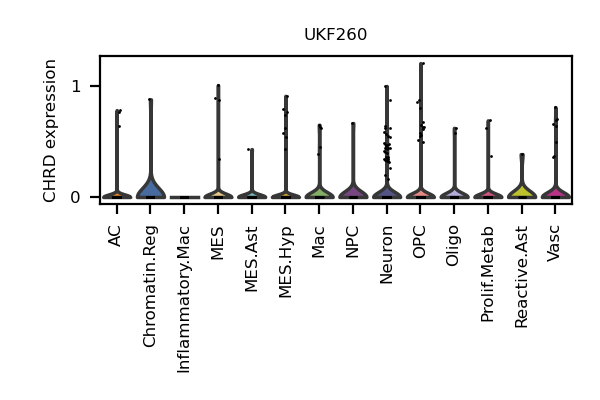 UKF260
CHRD expression
1
0
AC
Chromatin.Reg
Inflammatory.Mac
MES
MES.Ast
MES.Hyp
Mac
NPC
Neuron
OPC
Oligo
Prolif.Metab
Reactive.Ast
Vasc